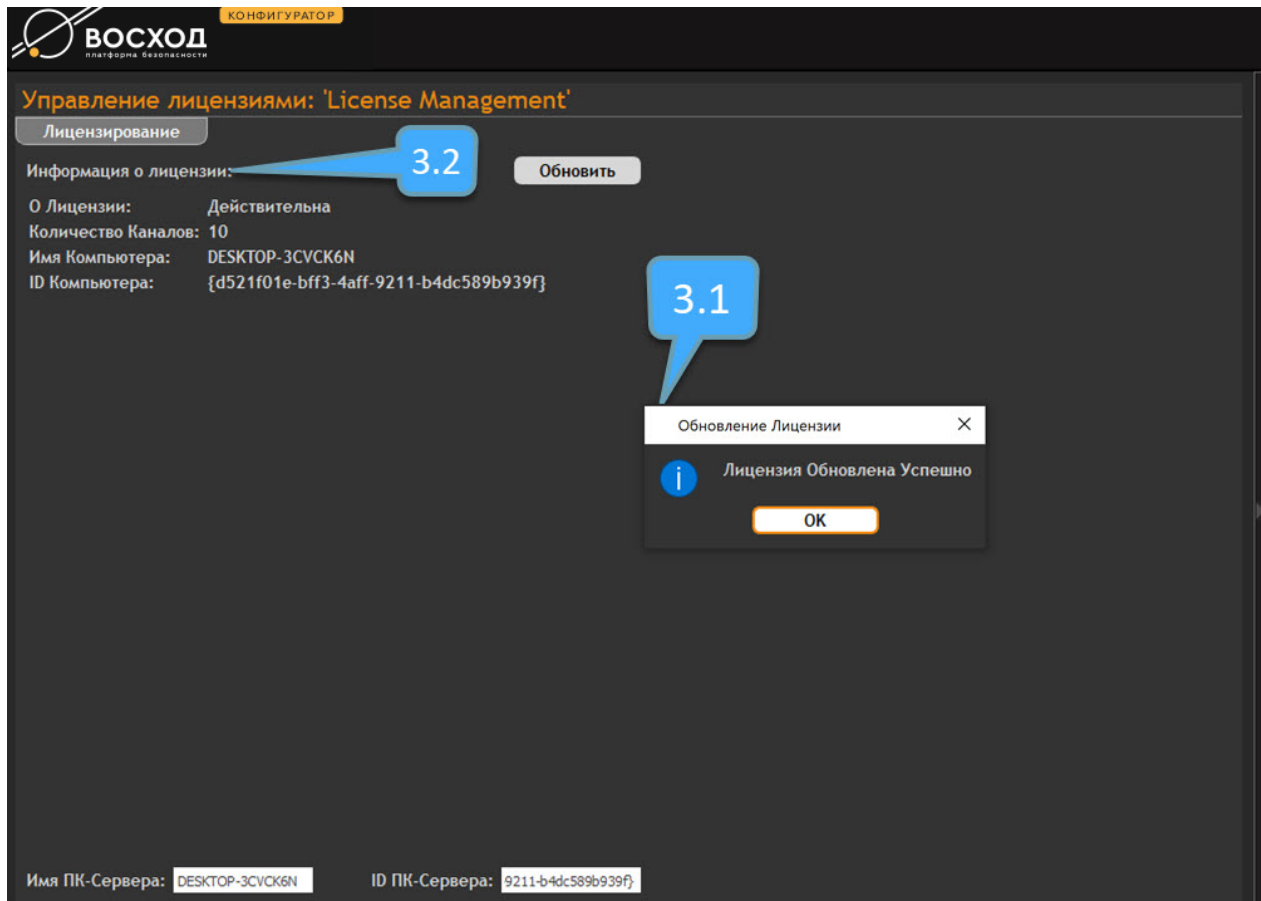 КОНФИГУРАТОР
ВОСХОД
платформа безопасности
Управление лицензиями: 'License Management'
Лицензирование
Информация о лицензии:
3.2
Обновить
О Лицензии: Действительна
Количество Каналов: 10
Имя Компьютера: DESKTOP-3CVCK6N
ID Компьютера: {d521f01e-bff3-4aff-9211-b4dc589b939f}
3.1
Обновление Лицензии
Лицензия Обновлена Успешно
OK
Имя ПК-Сервера: DESKTOP-3CVCK6N ID ПК-Сервера: 9211-b4dc589b939f}